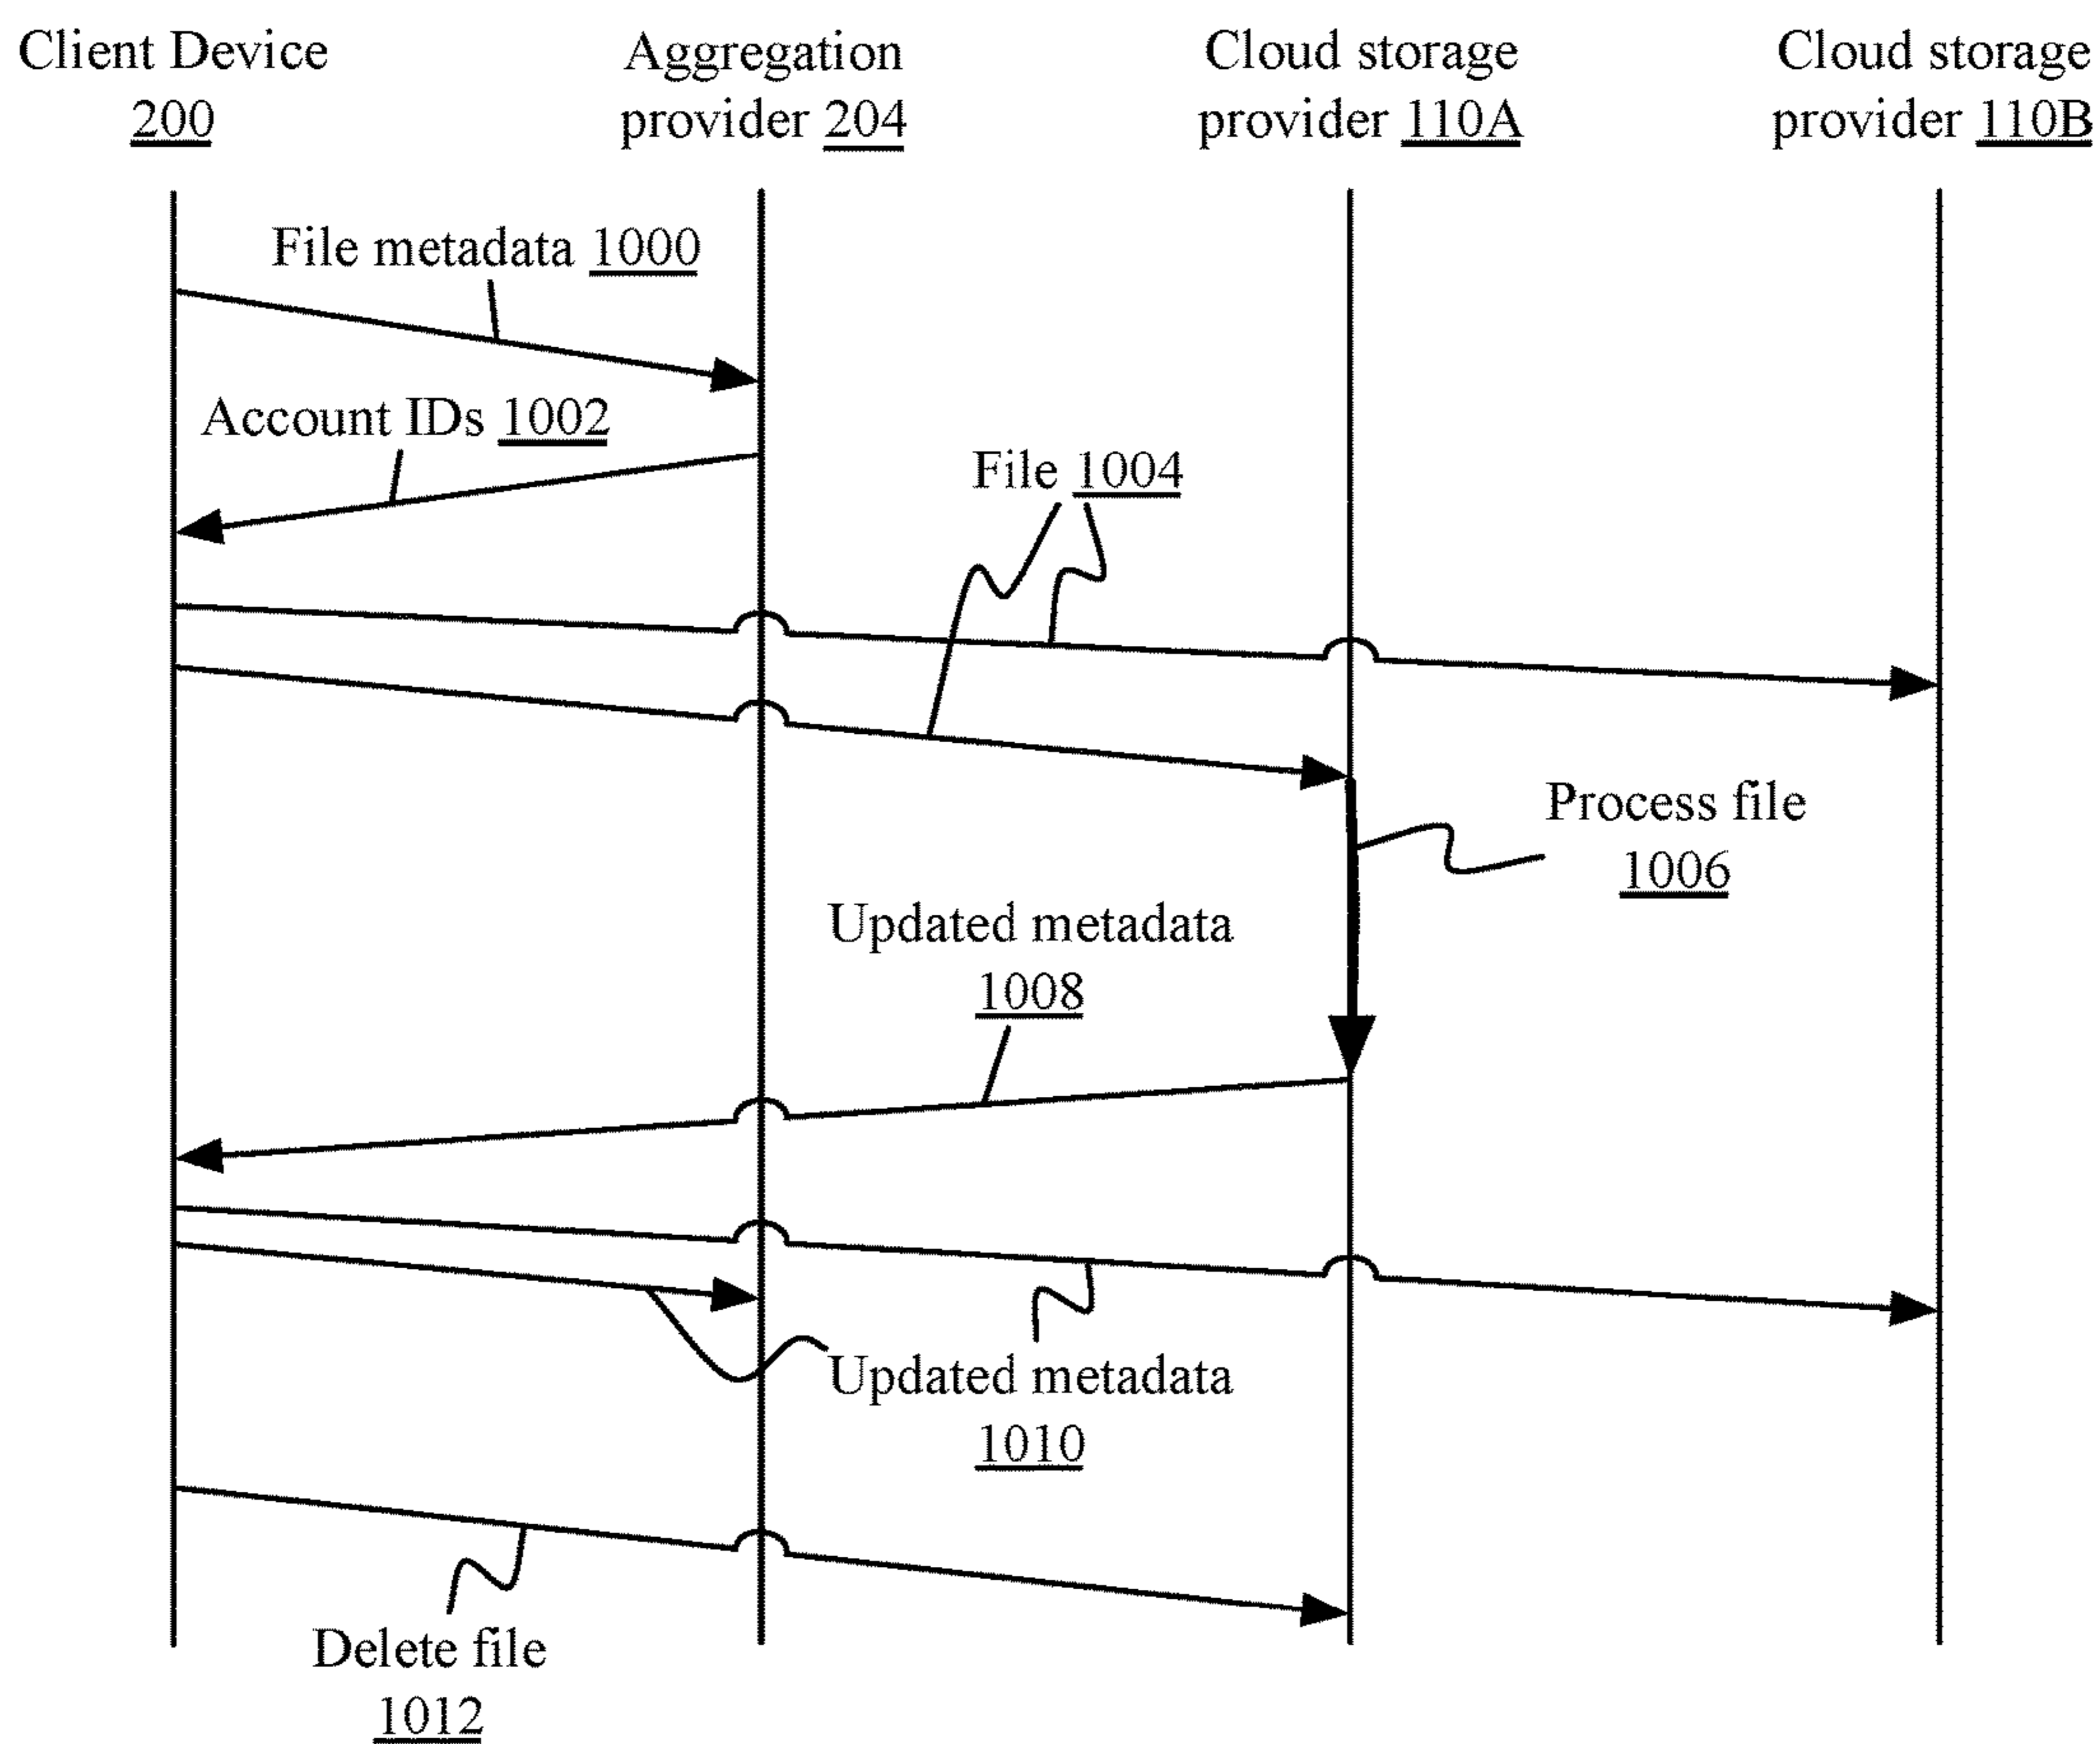 Client Device
200
Aggregation
provider 204
Cloud storage
provider 110A
Cloud storage
provider 110B
File metadata 1000
Account IDs 1002
File 1004
Process file
1006
Updated metadata
1008
Updated metadata
1010
Delete file
1012